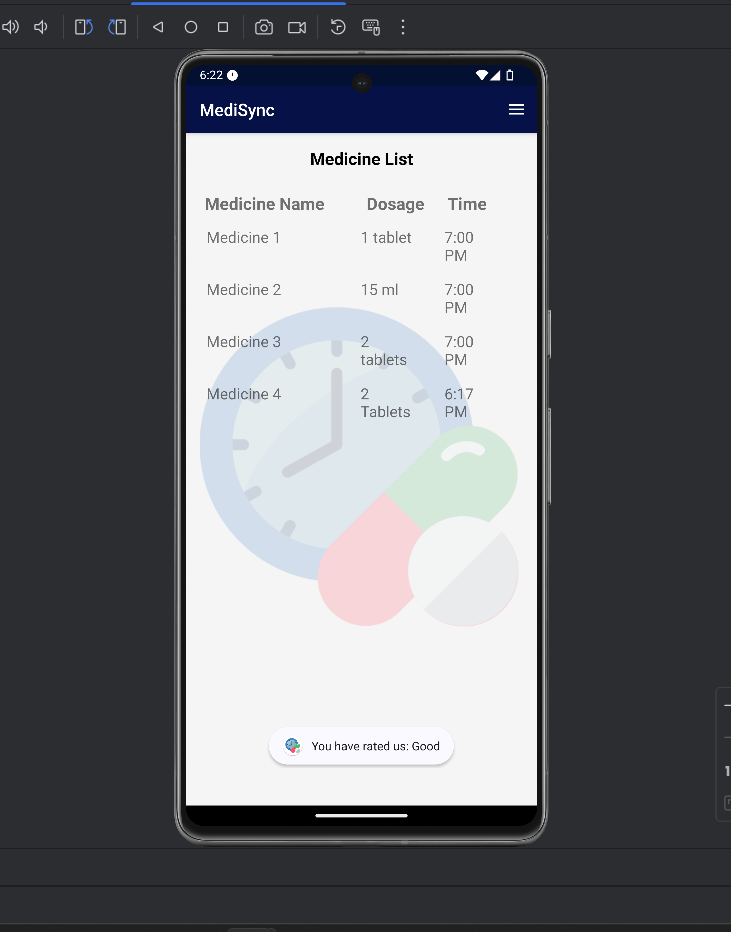 6:22
MediSync
Medicine List
Medicine Name Dosage Time
Medicine 1 1 tablet 7:00
PM
Medicine 2 15 ml 7:00
PM
Medicine 3 2 7:00
tablets PM
Medicine 4 2 6:17
Tablets PM
You have rated us: Good
1